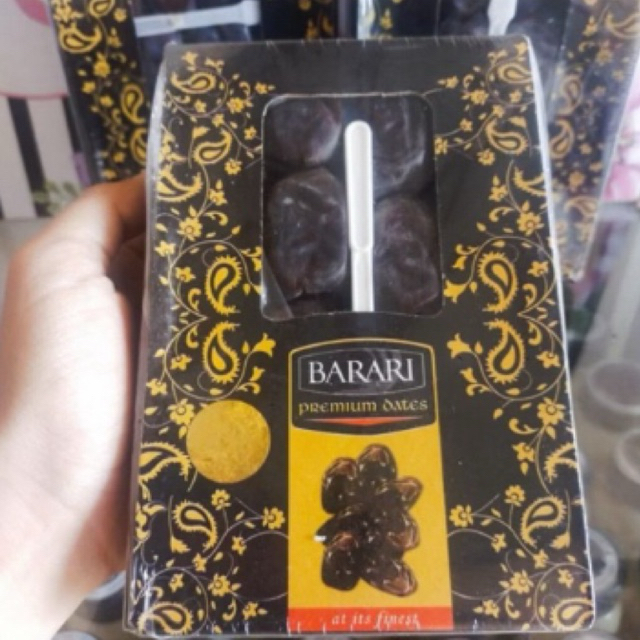 BARARI
PREMIUM DATES
at its finest